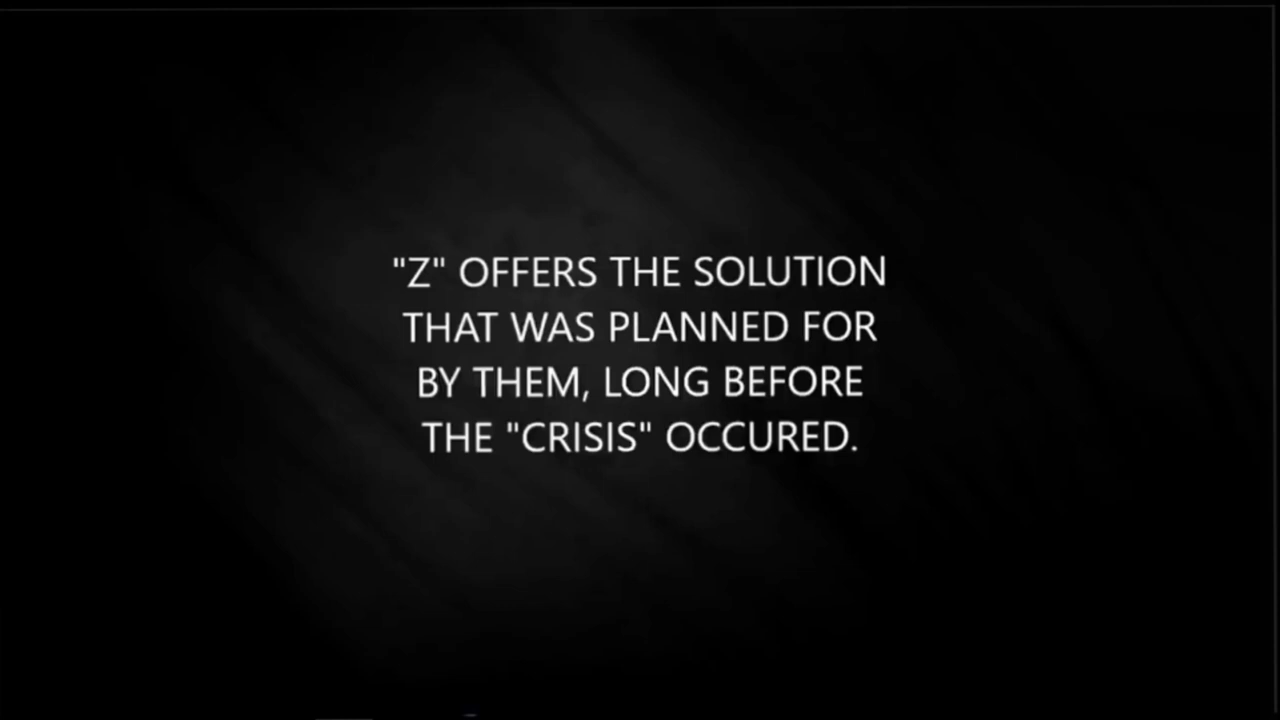 "Z" OFFERS THE SOLUTION
THAT WAS PLANNED FOR
BY THEM, LONG BEFORE
THE "CRISIS" OCCURED.